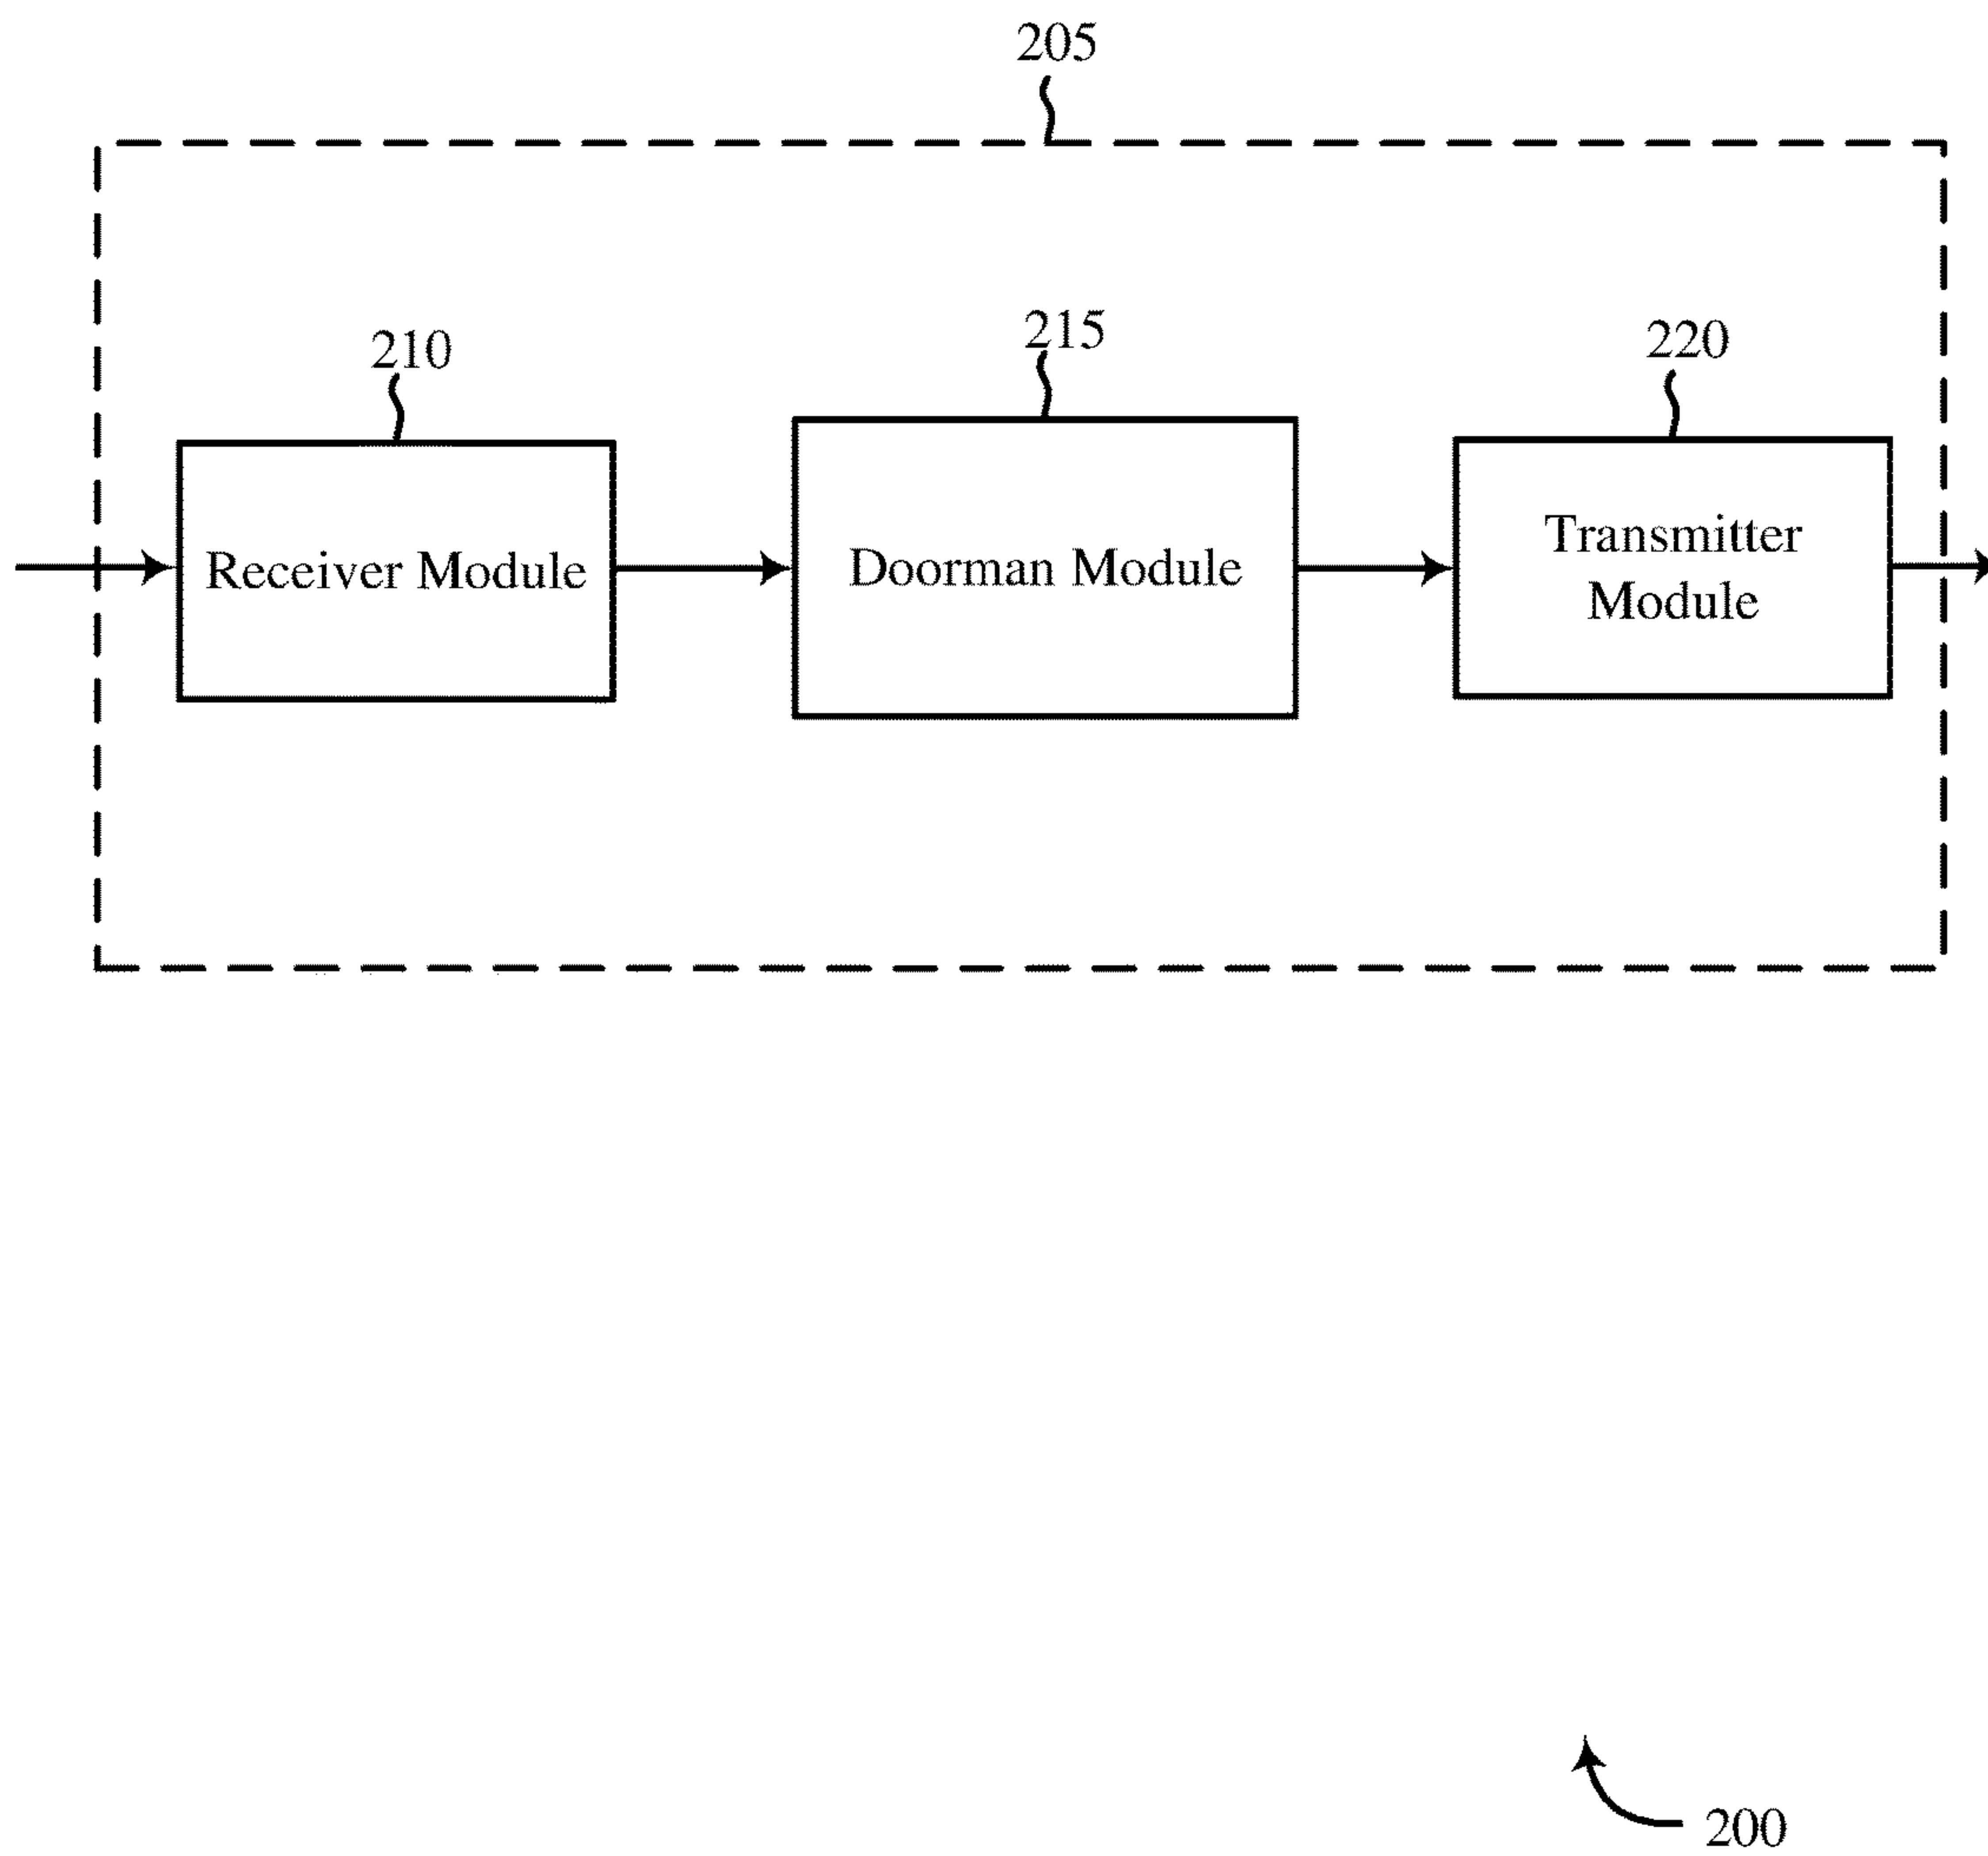 205
210
215
220
Receiver Module
Doorman Module
Transmitter
Module
200